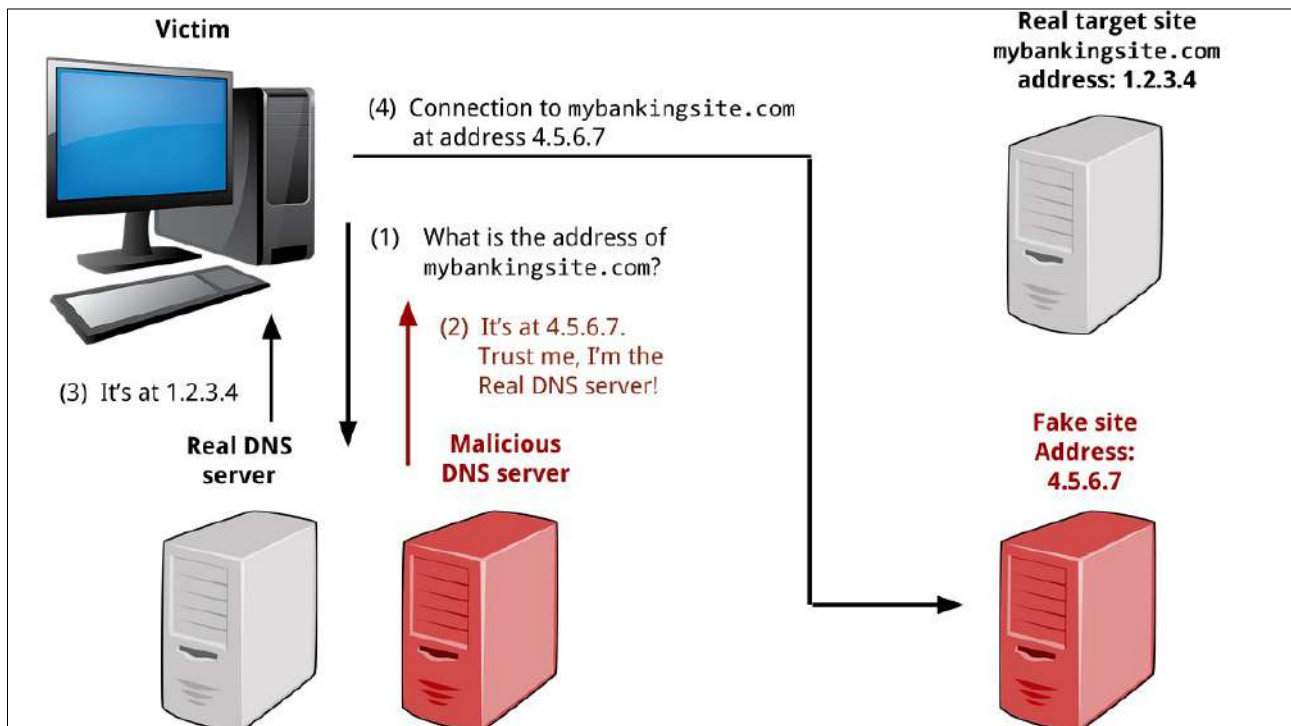 Victim
Real target site
mybankingsite.com
address: 1.2.3.4
(4) Connection to mybankingsite.com
at address 4.5.6.7
(1) What is the address of
mybankingsite.com?
(2) It’s at 4.5.6.7.
Trust me, I’m the
Real DNS server!
(3) It’s at 1.2.3.4
Real DNS
server
Malicious
DNS server
Fake site
Address:
4.5.6.7